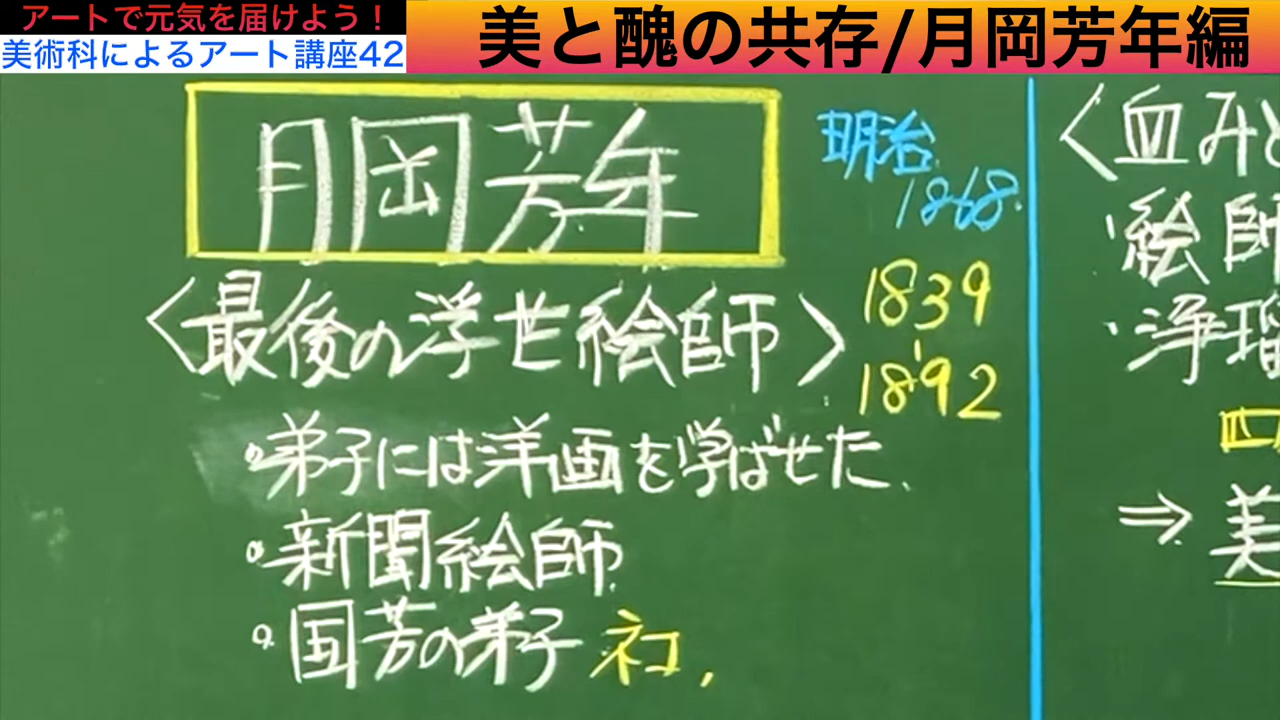 アートで元気を届けよう！
美術科によるアート講座42
美と醜の共存/月岡芳年編
月岡芳年
明治
1868.
〈最後の浮世絵師〉
1839
1892
。弟子には洋画を学ばせた、
。新聞絵師
。国芳の弟子 ネコ,
〈血み
・絵師
・浄瑠
⇒美